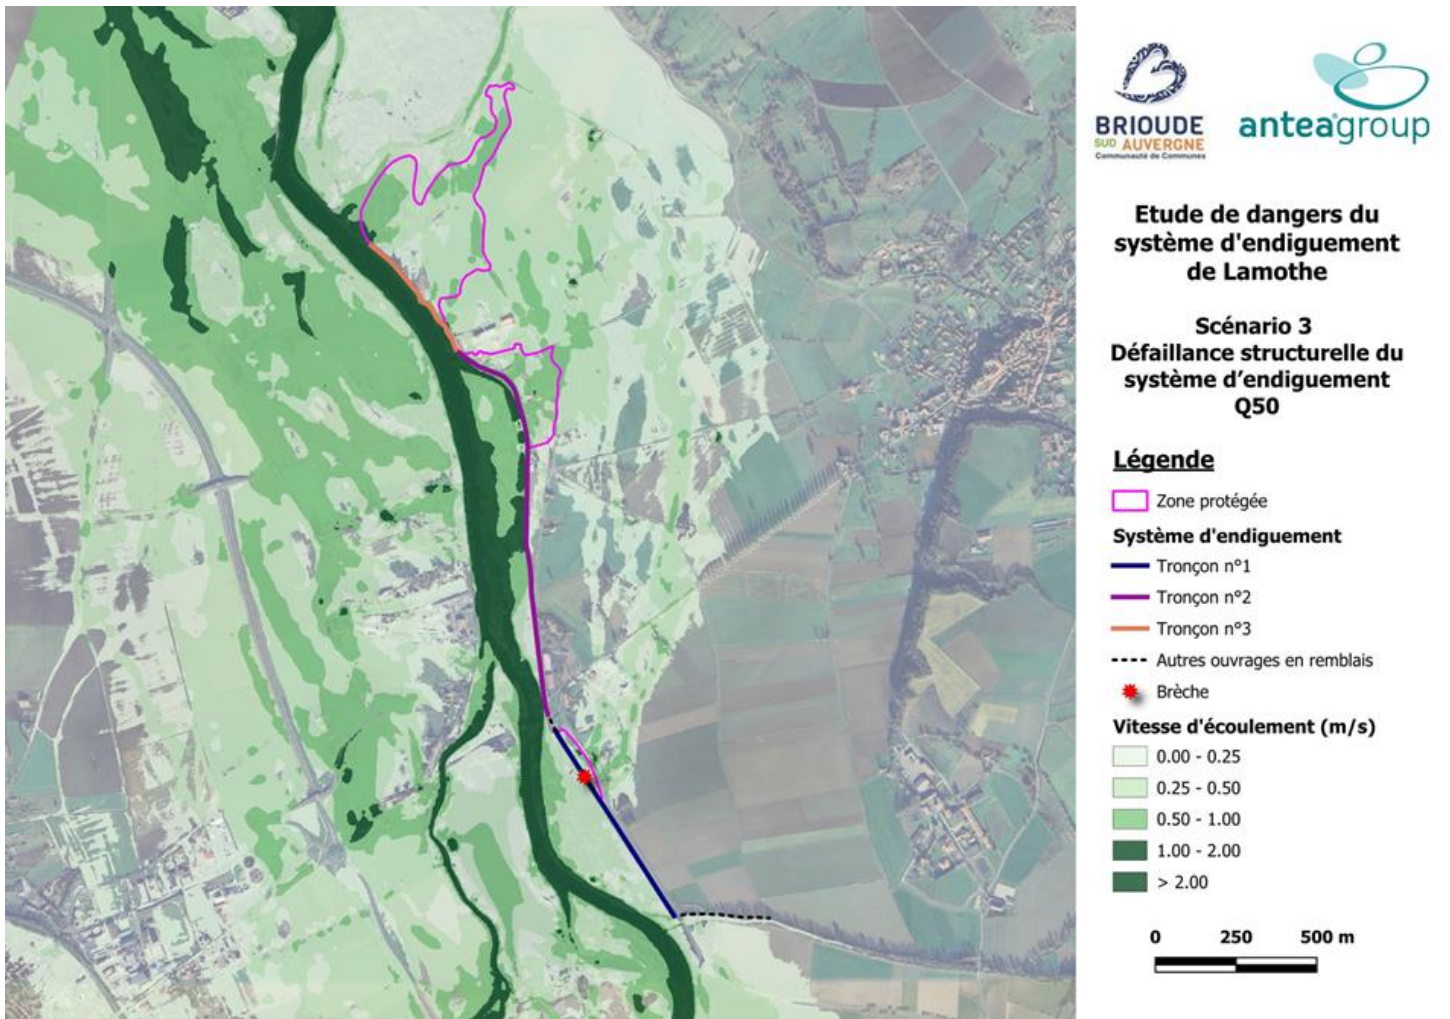 BRIOUDE
SUD AUVERGNE
Communauté de Communes
anteagroup
Etude de dangers du
système d'endiguement
de Lamothe
Scénario 3
Défaillance structurelle du
système d’endiguement
Q50
Légende
Zone protégée
Système d'endiguement
Tronçon n°1
Tronçon n°2
Tronçon n°3
Autres ouvrages en remblais
Brèche
Vitesse d'écoulement (m/s)
0.00 - 0.25
0.25 - 0.50
0.50 - 1.00
1.00 - 2.00
> 2.00
0 250 500 m